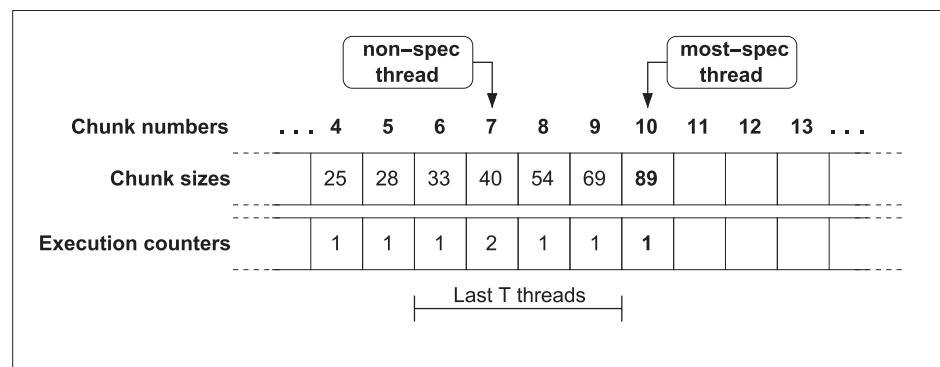 non–spec thread
most–spec thread
Chunk numbers ... 4 5 6 7 8 9 10 11 12 13 ...
Chunk sizes 25 28 33 40 54 69 89
Execution counters 1 1 1 2 1 1 1
Last T threads